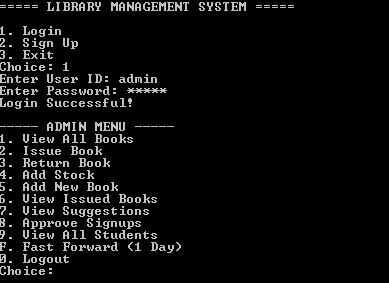 ===== LIBRARY MANAGEMENT SYSTEM =====
1. Login
2. Sign Up
3. Exit
Choice: 1
Enter User ID: admin
Enter Password: *****
Login Successful!
----- ADMIN MENU -----
1. View All Books
2. Issue Book
3. Return Book
4. Add Stock
5. Add New Book
6. View Issued Books
7. View Suggestions
8. Approve Signups
9. View All Students
F. Fast Forward (1 Day)
0. Logout
Choice: